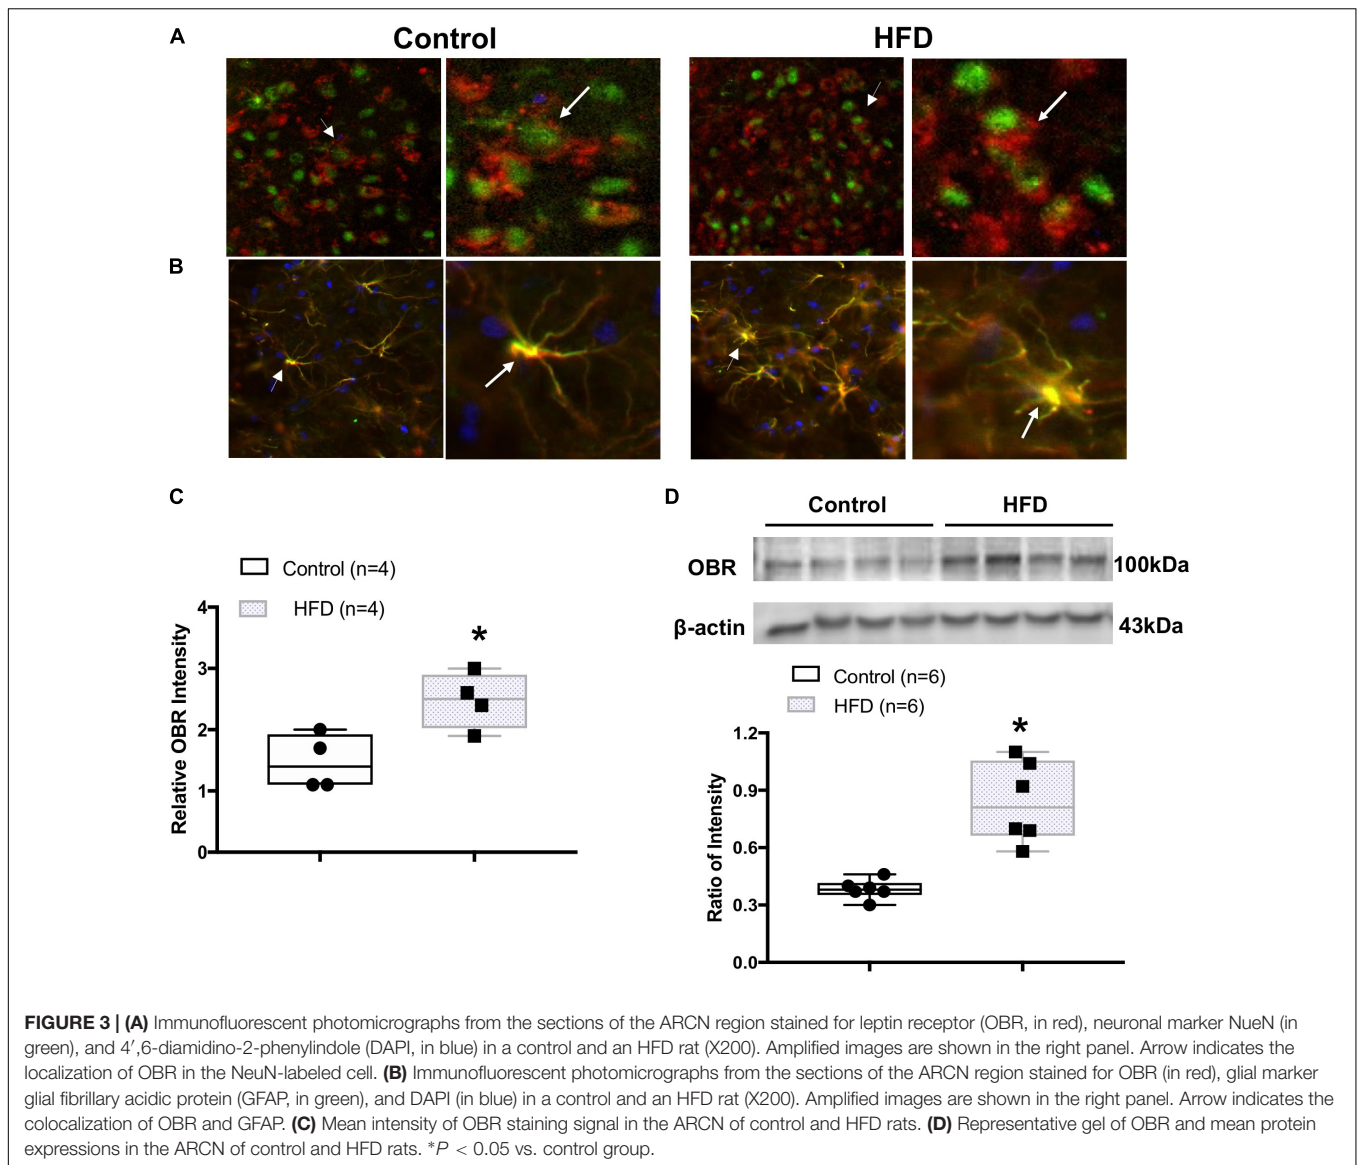 A
Control
HFD
B
C
Control (n=4)
HFD (n=4)
4
3
2
1
0
Relative OBR Intensity
*
D
Control
HFD
OBR
100kDa
β-actin
43kDa
Control (n=6)
HFD (n=6)
1.2
0.9
0.6
0.3
0.0
Ratio of Intensity
*
FIGURE 3 | (A) Immunofluorescent photomicrographs from the sections of the ARCN region stained for leptin receptor (OBR, in red), neuronal marker NueN (in
green), and 4′,6-diamidino-2-phenylindole (DAPI, in blue) in a control and an HFD rat (X200). Amplified images are shown in the right panel. Arrow indicates the
localization of OBR in the NeuN-labeled cell. (B) Immunofluorescent photomicrographs from the sections of the ARCN region stained for OBR (in red), glial marker
glial fibrillary acidic protein (GFAP, in green), and DAPI (in blue) in a control and an HFD rat (X200). Amplified images are shown in the right panel. Arrow indicates the
colocalization of OBR and GFAP. (C) Mean intensity of OBR staining signal in the ARCN of control and HFD rats. (D) Representative gel of OBR and mean protein
expressions in the ARCN of control and HFD rats. *P < 0.05 vs. control group.